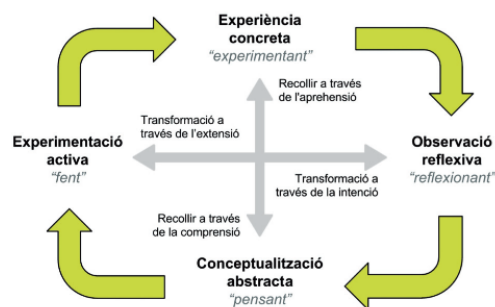 Experiència
concreta
“experimentant”
Recollir a través
de l'aprehensió
Transformació a
través de l’extensió
Experimentació
activa
“fent”
Observació
reflexiva
“reflexionant”
Transformació a
través de la intenció
Recollir a través
de la comprensió
Conceptualització
abstracta
“pensant”